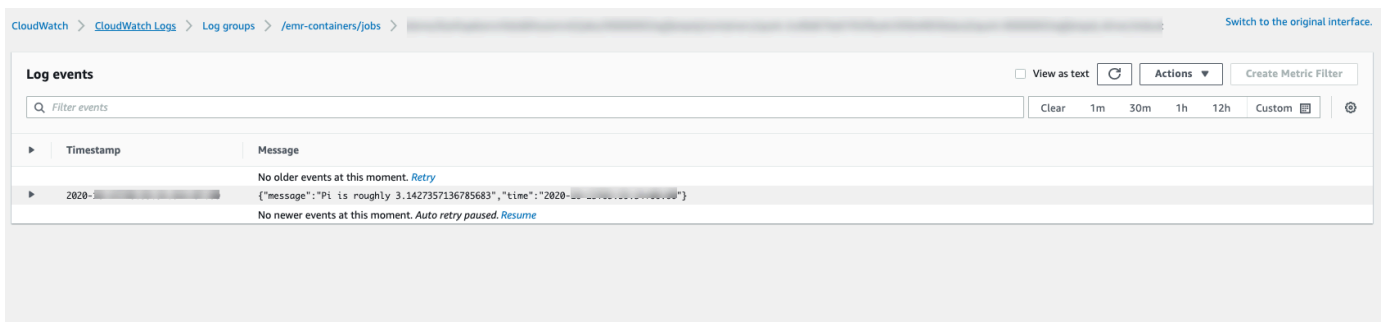 CloudWatch > CloudWatch Logs > Log groups > /emr-containers/jobs >
Switch to the original interface.
Log events
View as text
Actions ▼
Create Metric Filter
Filter events
Clear 1m 30m 1h 12h Custom
Timestamp Message
No older events at this moment. Retry
2020- {"message":"Pi is roughly 3.1427357136785683","time":"2020- "}
No newer events at this moment. Auto retry paused. Resume